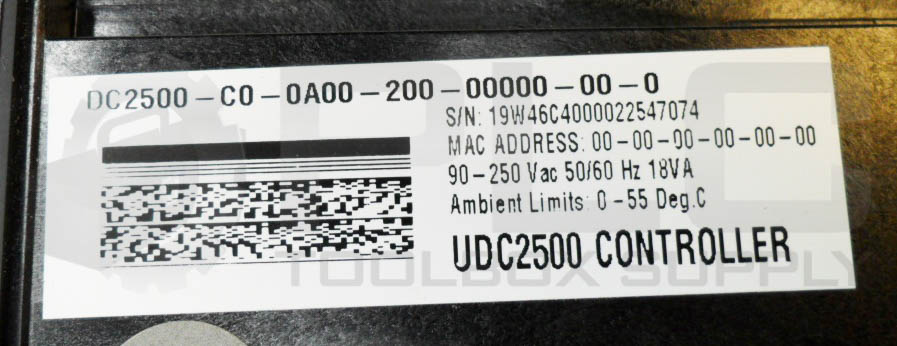 DC2500-C0-0A00-200-00000-00-0
S/N: 19W46C4000022547074
MAC ADDRESS: 00-00-00-00-00-00
90-250 Vac 50/60 Hz 18VA
Ambient Limits: 0-55 Deg.C
UDC2500 CONTROLLER
PLC
TOOLBOX SUPPLY